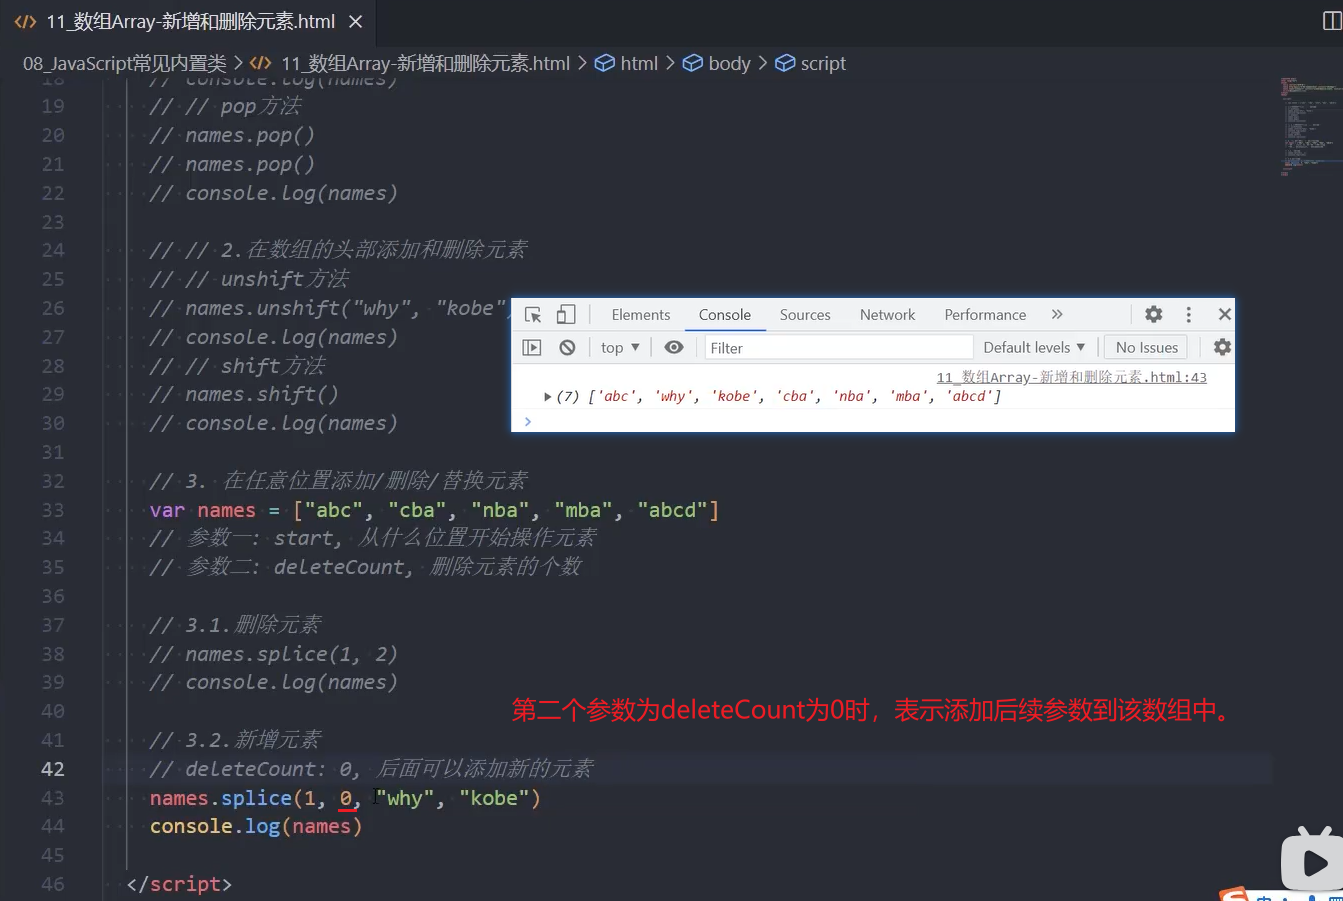 11_数组Array-新增和删除元素.html
08_JavaScript常见内置类 > 11_数组Array-新增和删除元素.html > html > body > script
18 // console.log(names)
19 // // pop方法
20 // names.pop()
21 // names.pop()
22 // console.log(names)
23
24 // // 2.在数组的头部添加和删除元素
25 // // unshift方法
26 // names.unshift("why", "kobe"
27 // console.log(names)
28 // // shift方法
29 // names.shift()
30 // console.log(names)
31
32 // 3. 在任意位置添加/删除/替换元素
33 var names = ["abc", "cba", "nba", "mba", "abcd"]
34 // 参数一: start, 从什么位置开始操作元素
35 // 参数二: deleteCount, 删除元素的个数
36
37 // 3.1.删除元素
38 // names.splice(1, 2)
39 // console.log(names)
40
41 // 3.2.新增元素
42 // deleteCount: 0, 后面可以添加新的元素
43 names.splice(1, 0, "why", "kobe")
44 console.log(names)
45
46 </script>
Elements Console Sources Network Performance »
top ▼ Filter Default levels ▼ No Issues
11_数组Array-新增和删除元素.html:43
(7) ['abc', 'why', 'kobe', 'cba', 'nba', 'mba', 'abcd']
>
第二个参数为deleteCount为0时，表示添加后续参数到该数组中。